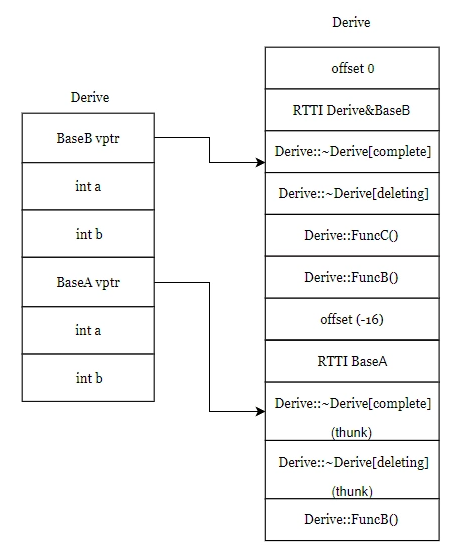 Derive
BaseB vptr
int a
int b
BaseA vptr
int a
int b
Derive
offset 0
RTTI Derive&BaseB
Derive::~Derive[complete]
Derive::~Derive[deleting]
Derive::FuncC()
Derive::FuncB()
offset (-16)
RTTI BaseA
Derive::~Derive[complete]
(thunk)
Derive::~Derive[deleting]
(thunk)
Derive::FuncB()